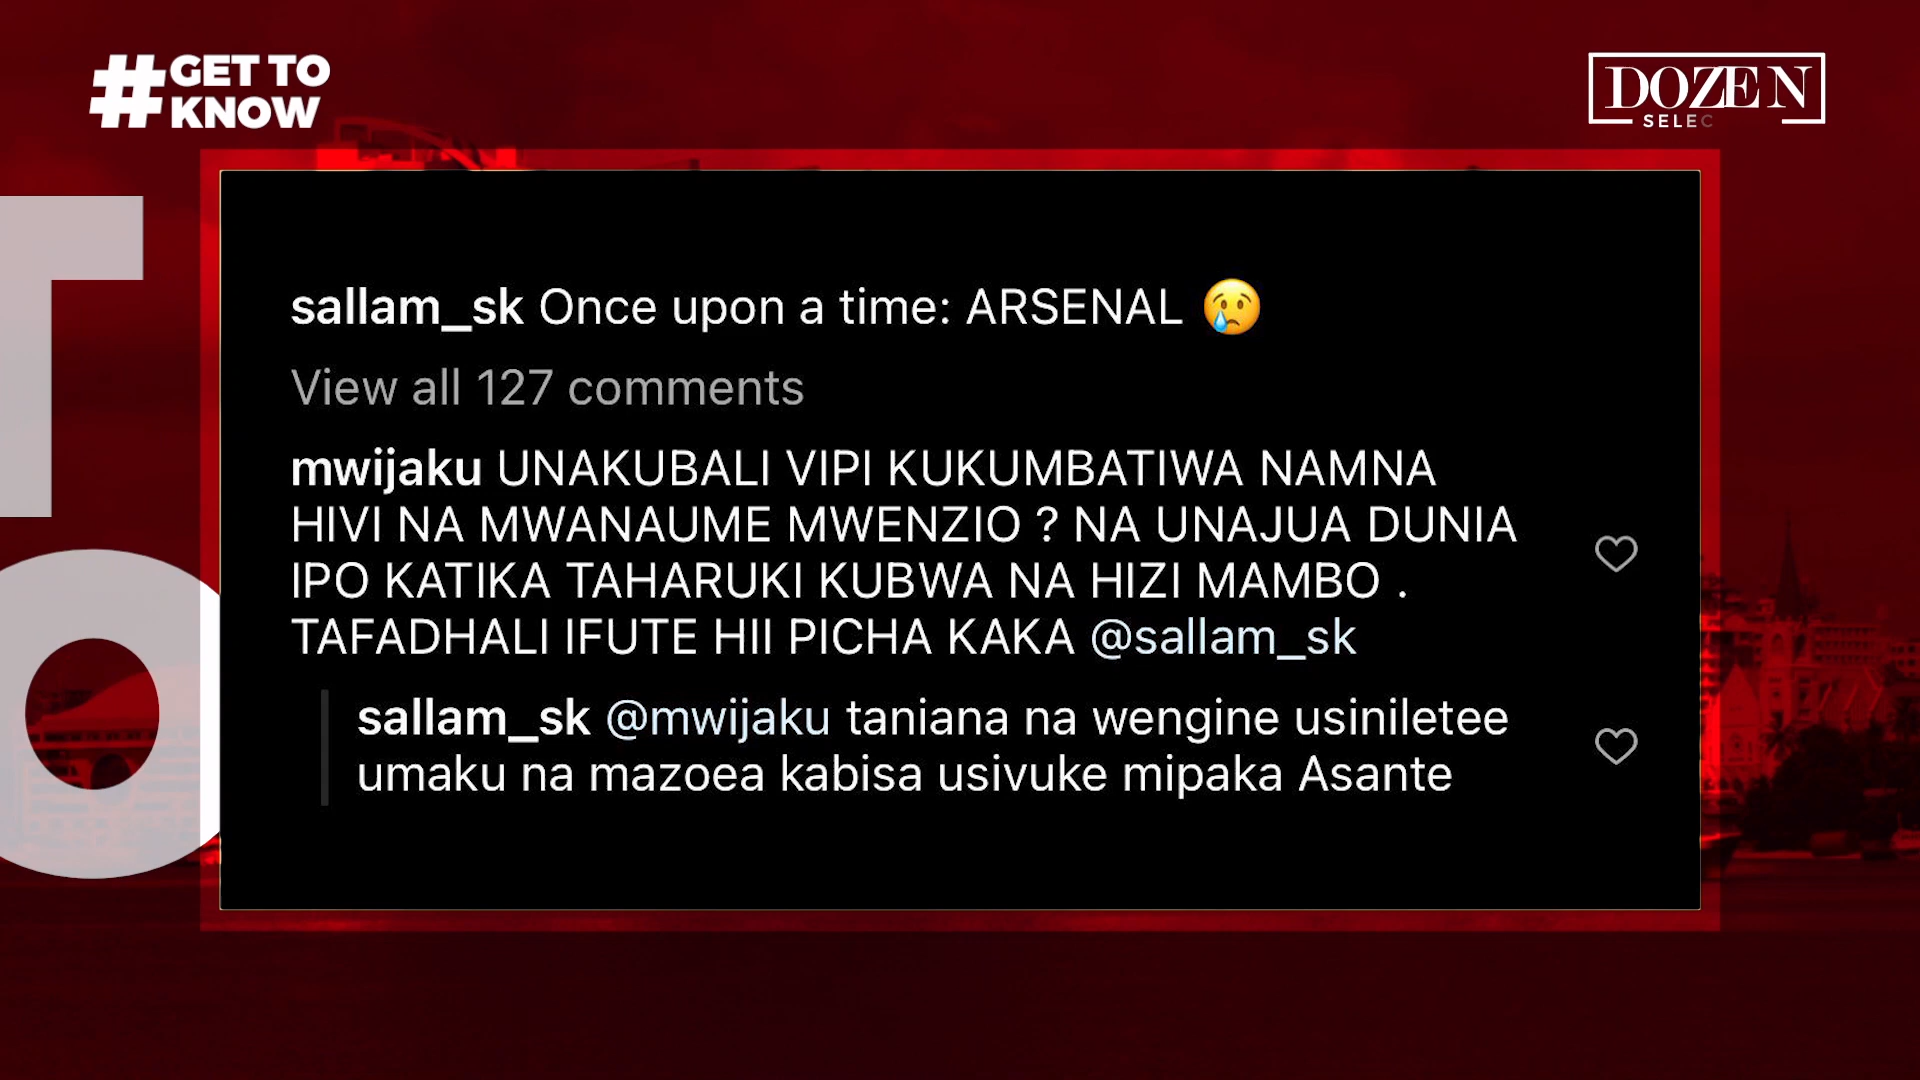 #GET TO
KNOW
DOZEN
SELEC
T
O
sallam_sk Once upon a time: ARSENAL 😢
View all 127 comments
mwijaku UNAKUBALI VIPI KUKUMBATIWA NAMNA
HIVI NA MWANAUME MWENZIO ? NA UNAJUA DUNIA
IPO KATIKA TAHARUKI KUBWA NA HIZI MAMBO .
TAFADHALI IFUTE HII PICHA KAKA @sallam_sk
sallam_sk @mwijaku taniana na wengine usiniletee
umaku na mazoea kabisa usivuke mipaka Asante